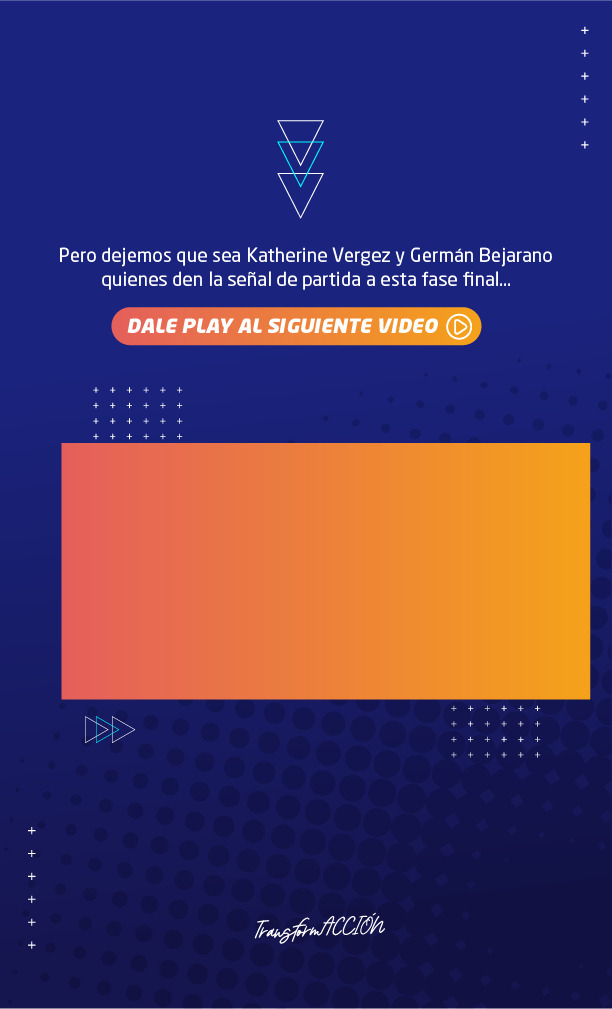 Pero dejemos que sea Katherine Vergez y Germán Bejarano
quienes den la señal de partida a esta fase final...
DALE PLAY AL SIGUIENTE VIDEO
TransformACCIÓN